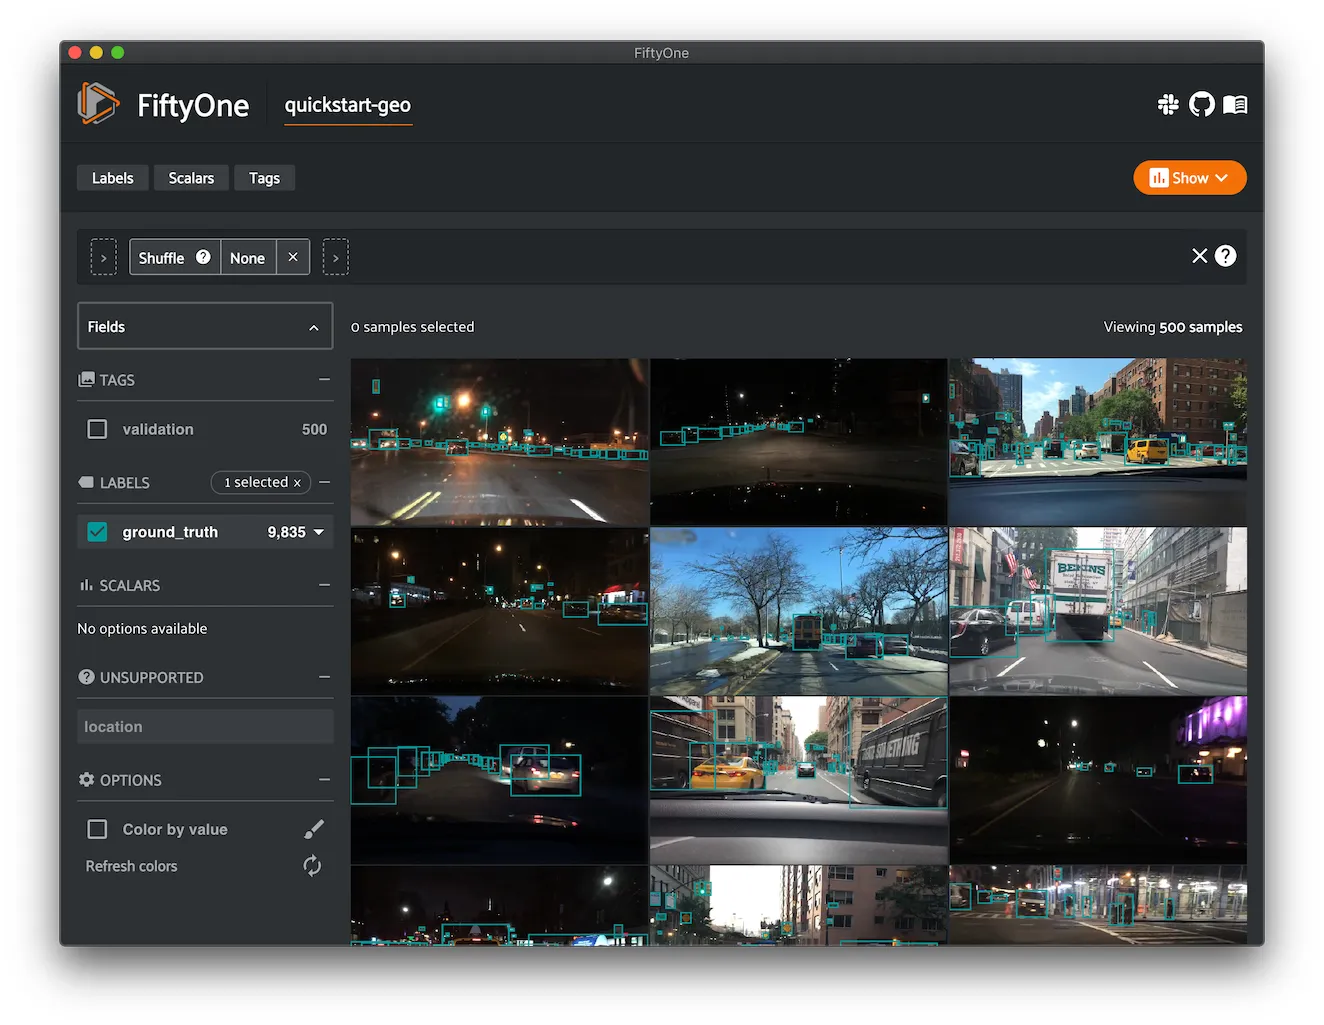 FiftyOne
FiftyOne
quickstart-geo
Labels
Scalars
Tags
Show
Shuffle
None
Fields
0 samples selected
Viewing 500 samples
TAGS
validation
500
LABELS
1 selected ×
ground_truth
9,835
SCALARS
No options available
UNSUPPORTED
location
OPTIONS
Color by value
Refresh colors
BEKINS
SOMETHING